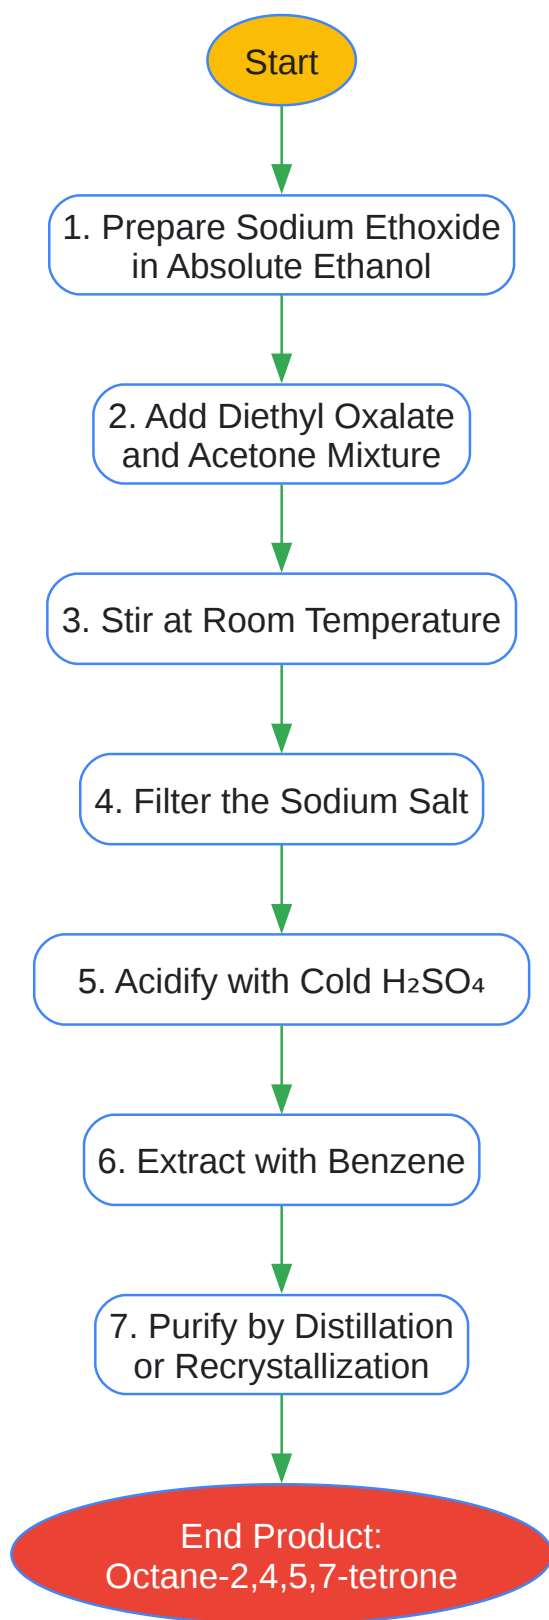 Start
1. Prepare Sodium Ethoxide
in Absolute Ethanol
2. Add Diethyl Oxalate
and Acetone Mixture
3. Stir at Room Temperature
4. Filter the Sodium Salt
5. Acidify with Cold H₂SO₄
6. Extract with Benzene
7. Purify by Distillation
or Recrystallization
End Product:
Octane-2,4,5,7-tetrone